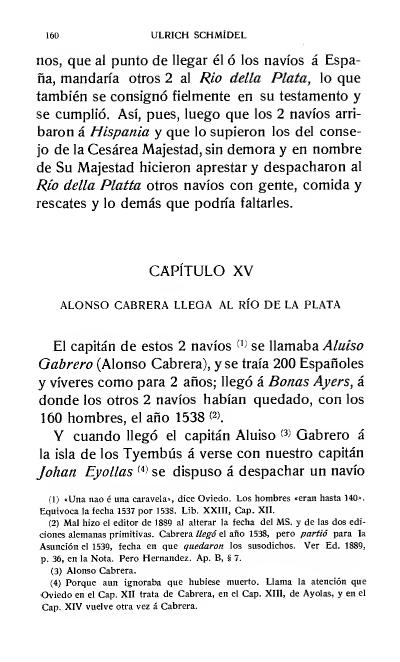 160 ULRICH SCHMÍDEL
nos, que al punto de llegar él ó los navíos á Espa-
ña, mandaría otros 2 al Rio della Plata, lo que
también se consignó fielmente en su testamento y
se cumplió. Así, pues, luego que los 2 navíos arri-
baron á Hispania y que lo supieron los del conse-
jo de la Cesárea Majestad, sin demora y en nombre
de Su Majestad hicieron aprestar y despacharon al
Río della Platta otros navíos con gente, comida y
rescates y lo demás que podría faltarles.
CAPÍTULO XV
ALONSO CABRERA LLEGA AL RÍO DE LA PLATA
El capitán de estos 2 navíos (1) se llamaba Aluiso
Gabrero (Alonso Cabrera), y se traía 200 Españoles
y víveres como para 2 años; llegó á Bonas Ayers, á
donde los otros 2 navíos habían quedado, con los
160 hombres, el año 1538 (2).
Y cuando llegó el capitán Aluiso (3) Gabrero á
la isla de los Tyembús á verse con nuestro capitán
Johan Eyollas (4) se dispuso á despachar un navío
(1) «Una nao é una caravela», dice Oviedo. Los hombres «eran hasta 140».
Equivoca la fecha 1537 por 1538. Lib. XXIII, Cap. XII.
(2) Mal hizo el editor de 1889 al alterar la fecha del MS. y de las dos edi-
ciones alemanas primitivas. Cabrera llegó el año 1538, pero partió para la
Asunción el 1539, fecha en que quedaron los susodichos. Ver Ed. 1889,
p. 36, en la Nota. Pero Hernandez. Ap. B, § 7.
(3) Alonso Cabrera.
(4) Porque aun ignoraba que hubiese muerto. Llama la atención que
Oviedo en el Cap. XII trata de Cabrera, en el Cap. XIII, de Ayolas, y en el
Cap. XIV vuelve otra vez á Cabrera.